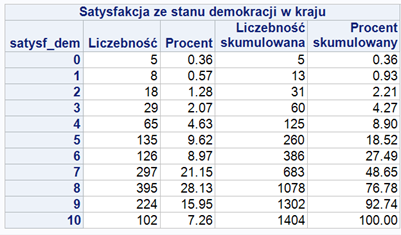 Satysfakcja ze stanu demokracji w kraju
satysf_dem Liczebność Procent Liczebność skumulowana Procent skumulowany
0 5 0.36 5 0.36
1 8 0.57 13 0.93
2 18 1.28 31 2.21
3 29 2.07 60 4.27
4 65 4.63 125 8.90
5 135 9.62 260 18.52
6 126 8.97 386 27.49
7 297 21.15 683 48.65
8 395 28.13 1078 76.78
9 224 15.95 1302 92.74
10 102 7.26 1404 100.00